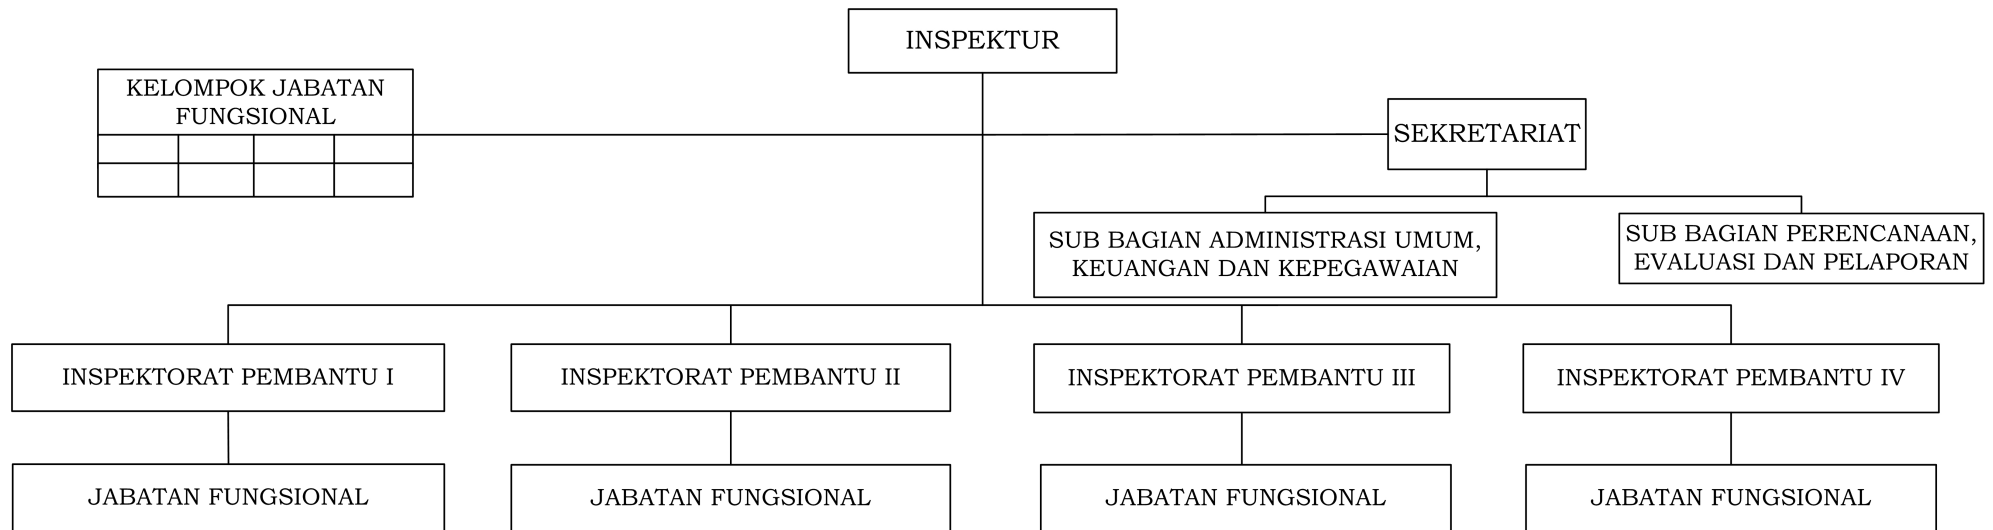 INSPEKTUR
KELOMPOK JABATAN
FUNGSIONAL
SEKRETARIAT
SUB BAGIAN ADMINISTRASI UMUM,
KEUANGAN DAN KEPEGAWAIAN
SUB BAGIAN PERENCANAAN,
EVALUASI DAN PELAPORAN
INSPEKTORAT PEMBANTU I
INSPEKTORAT PEMBANTU II
INSPEKTORAT PEMBANTU III
INSPEKTORAT PEMBANTU IV
JABATAN FUNGSIONAL
JABATAN FUNGSIONAL
JABATAN FUNGSIONAL
JABATAN FUNGSIONAL